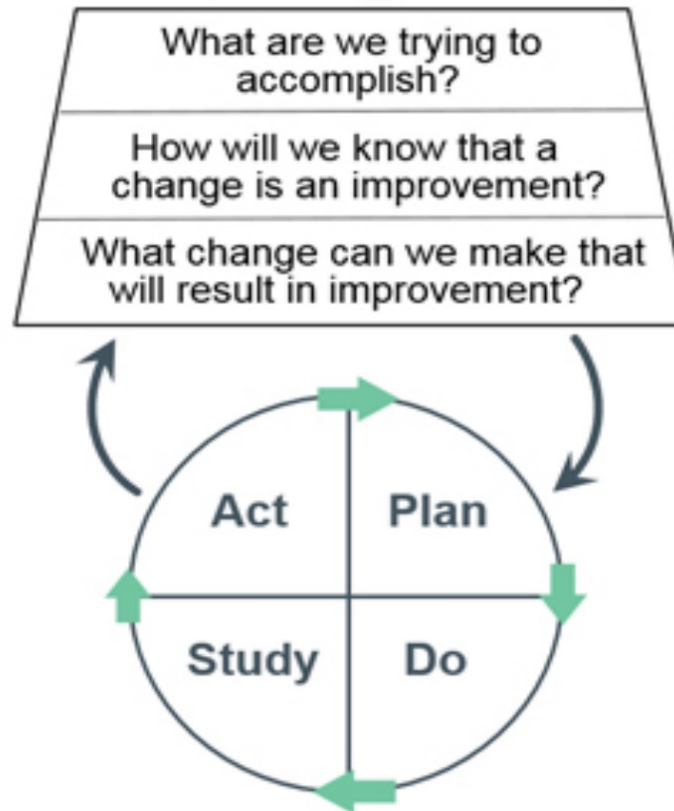 What are we trying to
accomplish?
How will we know that a
change is an improvement?
What change can we make that
will result in improvement?
Act
Plan
Study
Do